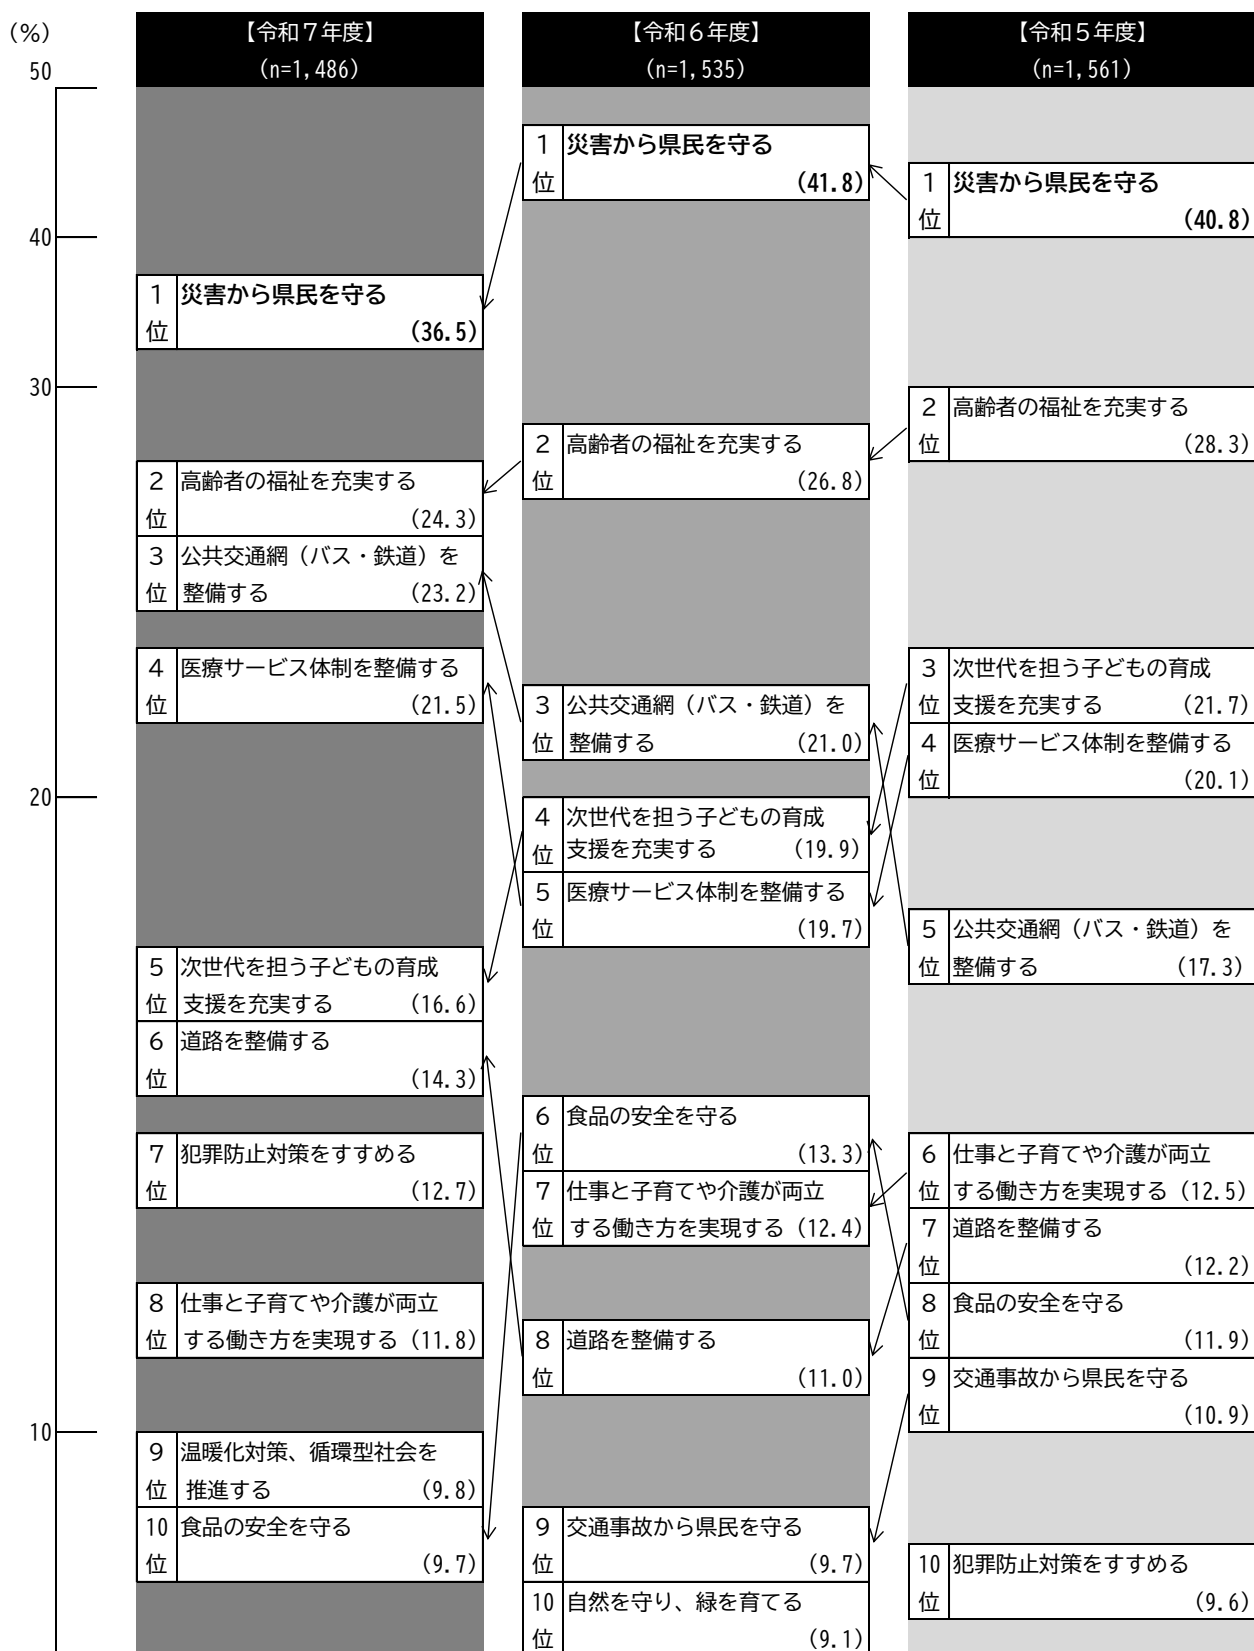 (%)
50
40
30
20
10
【令和7年度】
(n=1,486)
1位 災害から県民を守る
(36.5)
2位 高齢者の福祉を充実する
(24.3)
3位 公共交通網（バス・鉄道）を
整備する (23.2)
4位 医療サービス体制を整備する
(21.5)
5位 次世代を担う子どもの育成
支援を充実する (16.6)
6位 道路を整備する
(14.3)
7位 犯罪防止対策をすすめる
(12.7)
8位 仕事と子育てや介護が両立
する働き方を実現する (11.8)
9位 温暖化対策、循環型社会を
推進する (9.8)
10位 食品の安全を守る
(9.7)
【令和6年度】
(n=1,535)
1位 災害から県民を守る
(41.8)
2位 高齢者の福祉を充実する
(26.8)
3位 公共交通網（バス・鉄道）を
整備する (21.0)
4位 次世代を担う子どもの育成
支援を充実する (19.9)
5位 医療サービス体制を整備する
(19.7)
6位 食品の安全を守る
(13.3)
7位 仕事と子育てや介護が両立
する働き方を実現する (12.4)
8位 道路を整備する
(11.0)
9位 交通事故から県民を守る
(9.7)
10位 自然を守り、緑を育てる
(9.1)
【令和5年度】
(n=1,561)
1位 災害から県民を守る
(40.8)
2位 高齢者の福祉を充実する
(28.3)
3位 次世代を担う子どもの育成
支援を充実する (21.7)
4位 医療サービス体制を整備する
(20.1)
5位 公共交通網（バス・鉄道）を
整備する (17.3)
6位 仕事と子育てや介護が両立
する働き方を実現する (12.5)
7位 道路を整備する
(12.2)
8位 食品の安全を守る
(11.9)
9位 交通事故から県民を守る
(10.9)
10位 犯罪防止対策をすすめる
(9.6)